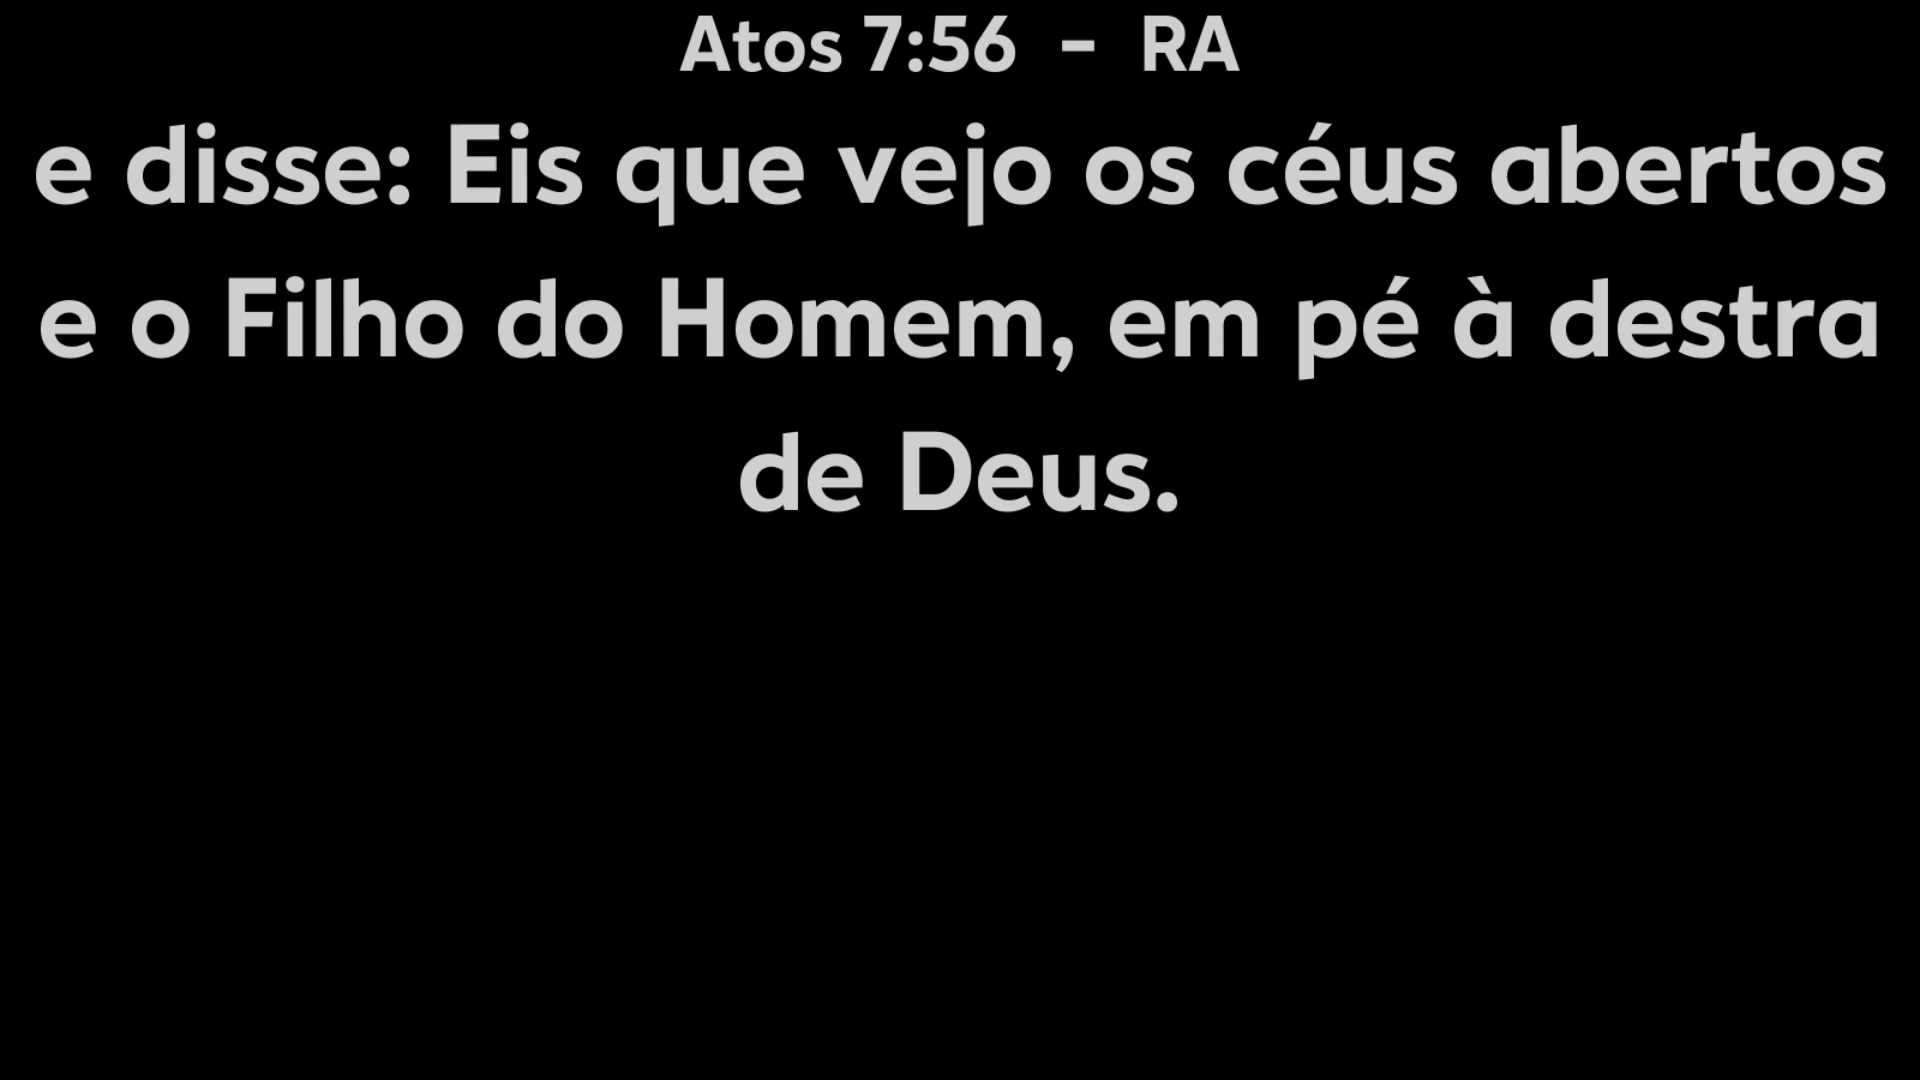 Atos 7:56 - RA
e disse: Eis que vejo os céus abertos
e o Filho do Homem, em pé à destra
de Deus.